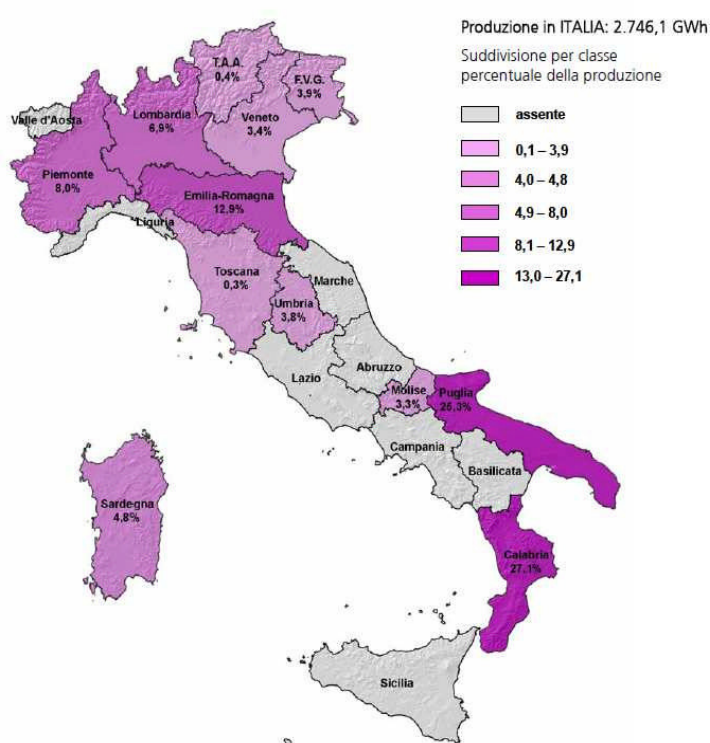 Produzione in ITALIA: 2.746,1 GWh
Suddivisione per classe
percentuale della produzione
assente
0,1 – 3,9
4,0 – 4,8
4,9 – 8,0
8,1 – 12,9
13,0 – 27,1
T.A.A.
0,4%
F.V.G.
3,9%
Valle d'Aosta
Lombardia
6,9%
Veneto
3,4%
Piemonte
8,0%
Emilia-Romagna
12,9%
Liguria
Toscana
0,3%
Marche
Umbria
3,8%
Lazio
Abruzzo
Molise
3,3%
Puglia
25,3%
Campania
Basilicata
Sardegna
4,8%
Calabria
27,1%
Sicilia